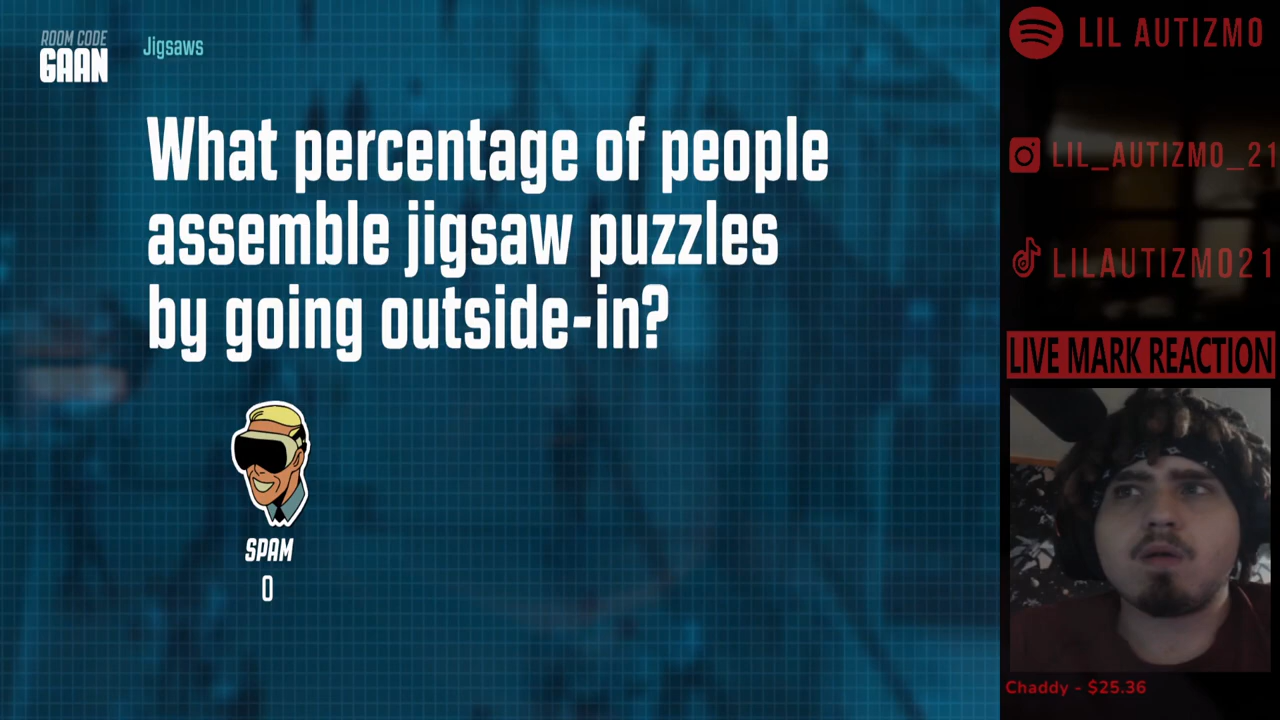 ROOM CODE
GAAN
Jigsaws
What percentage of people
assemble jigsaw puzzles
by going outside-in?
SPAM
0
LIL AUTIZMO
LIL_AUTIZMO_21
LILAUTIZMO21
LIVE MARK REACTION
Chaddy - $25.36